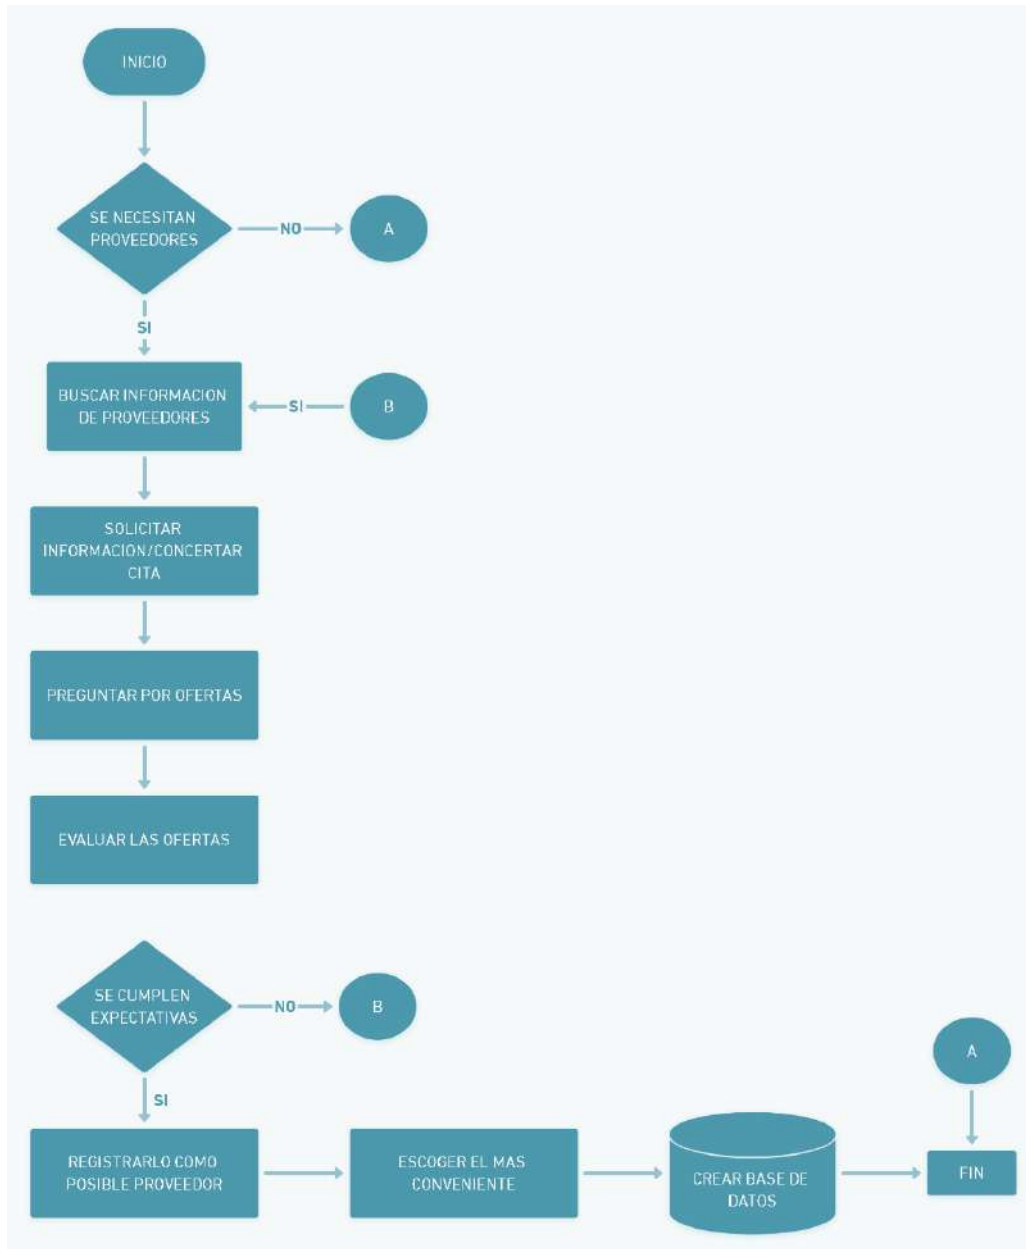 INICIO
SE NECESITAN
PROVEEDORES
NO
A
SI
BUSCAR INFORMACION
DE PROVEEDORES
SI
B
SOLICITAR
INFORMACION/CONCERTAR
CITA
PREGUNTAR POR OFERTAS
EVALUAR LAS OFERTAS
SE CUMPLEN
EXPECTATIVAS
NO
B
A
SI
REGISTRARLO COMO
POSIBLE PROVEEDOR
ESCOGER EL MAS
CONVENIENTE
CREAR BASE DE
DATOS
FIN